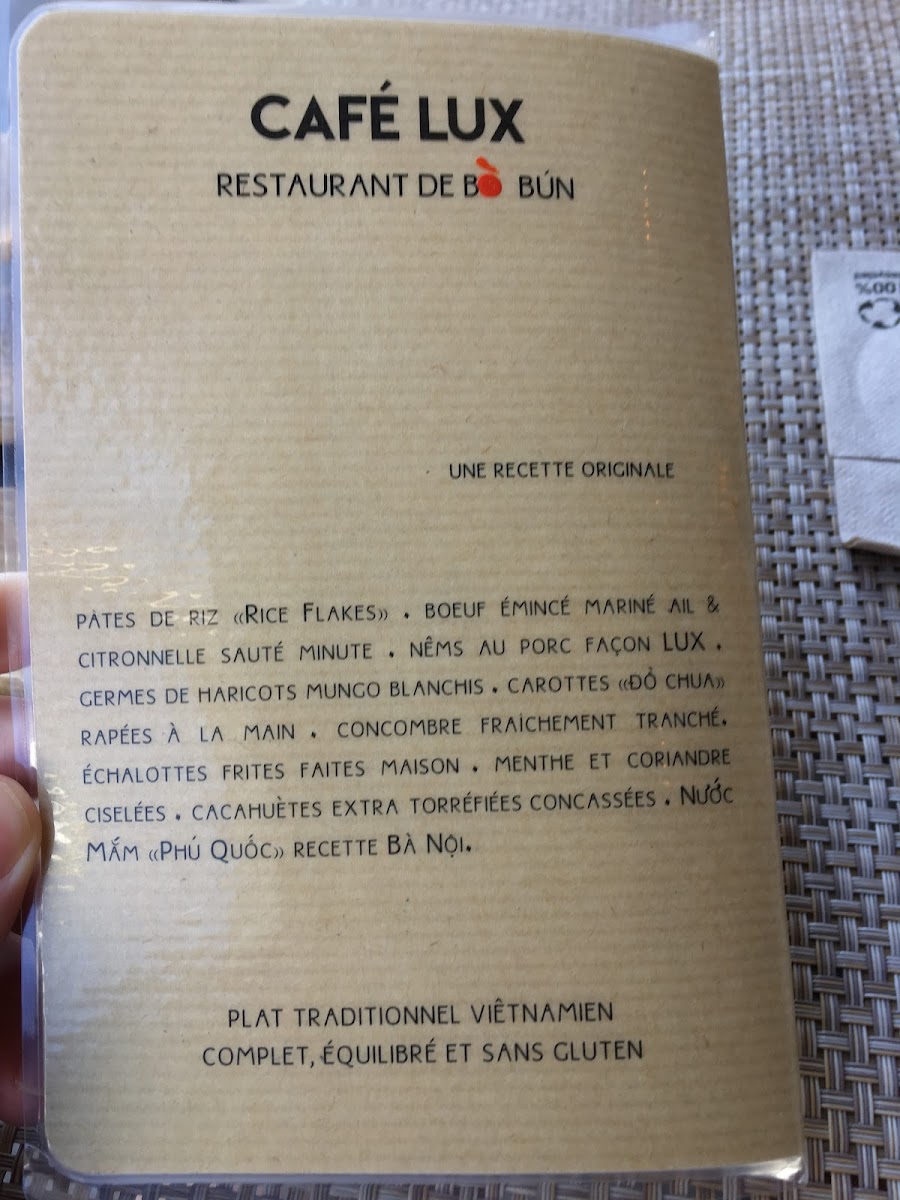 CAFÉ LUX
RESTAURANT DE BÒ BÚN
UNE RECETTE ORIGINALE
PÀTES DE RIZ «RICE FLAKES» . BOEUF ÉMINCÉ MARINÉ AIL &
CITRONNELLE SAUTÉ MINUTE . NÊMS AU PORC FAÇON LUX .
GERMES DE HARICOTS MUNGO BLANCHIS . CAROTTES «ĐỎ CHUA»
RAPÉES À LA MAIN . CONCOMBRE FRAÎCHEMENT TRANCHÉ.
ÉCHALOTTES FRITES FAITES MAISON . MENTHE ET CORIANDRE
CISELÉES . CACAHUÈTES EXTRA TORRÉFIÉES CONCASSÉES . NƯỚC
MẮM «PHÚ QUỐC» RECETTE BÀ NỘI.
PLAT TRADITIONNEL VIÊTNAMIEN
COMPLET, ÉQUILIBRÉ ET SANS GLUTEN